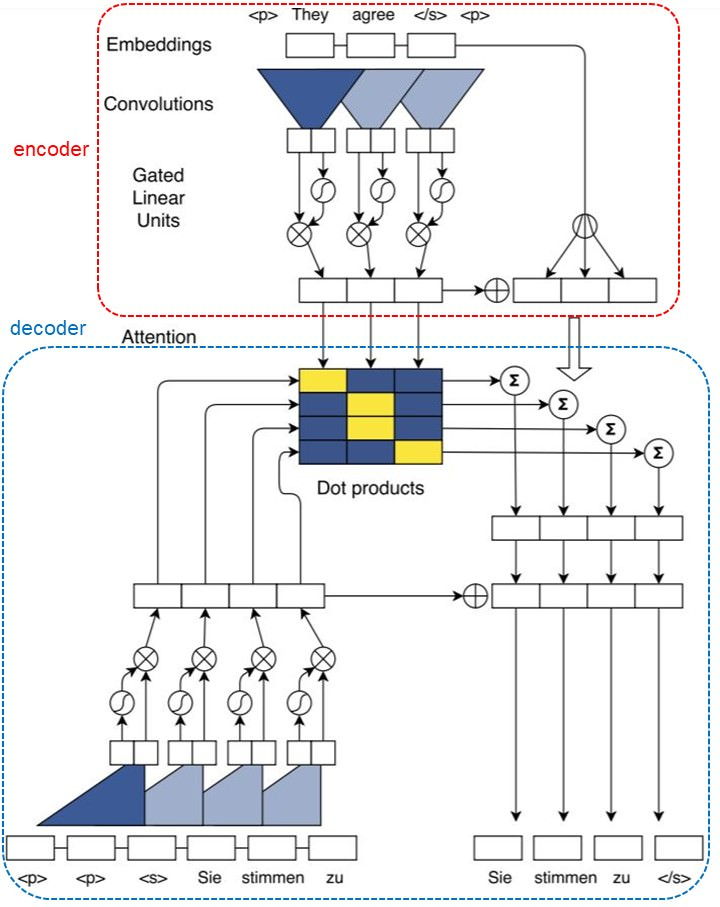 <p> They agree </s> <p>
Embeddings
Convolutions
encoder
Gated
Linear
Units
decoder
Attention
Σ
Σ
Σ
Σ
Dot products
<p> <p> <s> Sie stimmen zu
Sie stimmen zu </s>